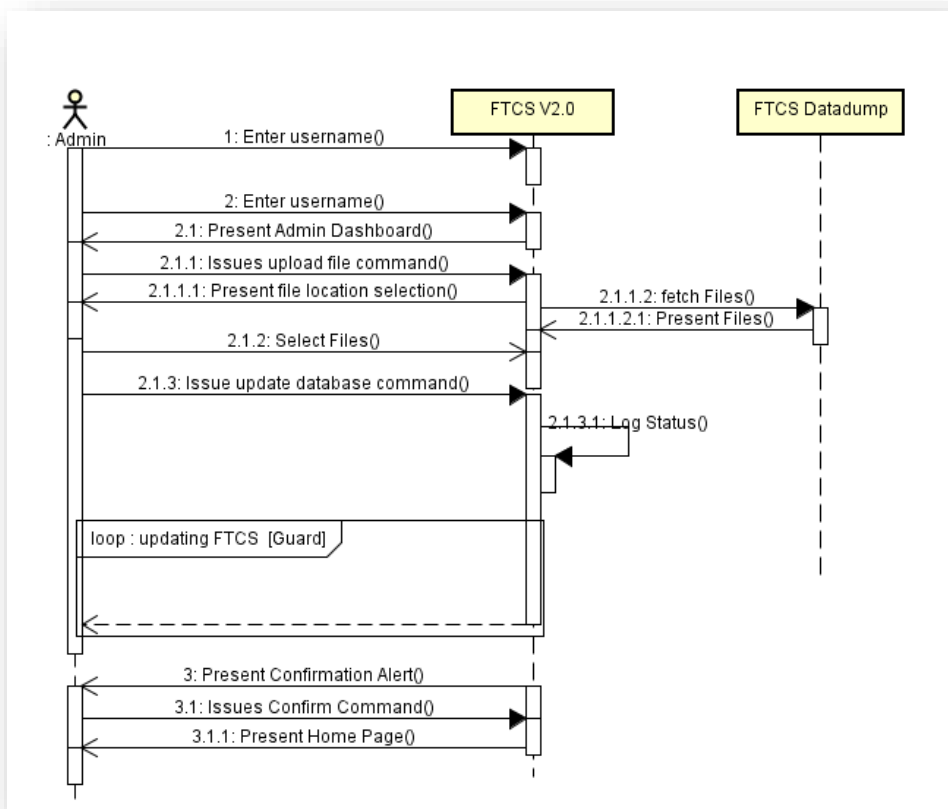 FTCS V2.0
FTCS Datadump
: Admin
1: Enter username()
2: Enter username()
2.1: Present Admin Dashboard()
2.1.1: Issues upload file command()
2.1.1.1: Present file location selection()
2.1.1.2: fetch Files()
2.1.1.2.1: Present Files()
2.1.2: Select Files()
2.1.3: Issue update database command()
2.1.3.1: Log Status()
loop : updating FTCS [Guard]
3: Present Confirmation Alert()
3.1: Issues Confirm Command()
3.1.1: Present Home Page()